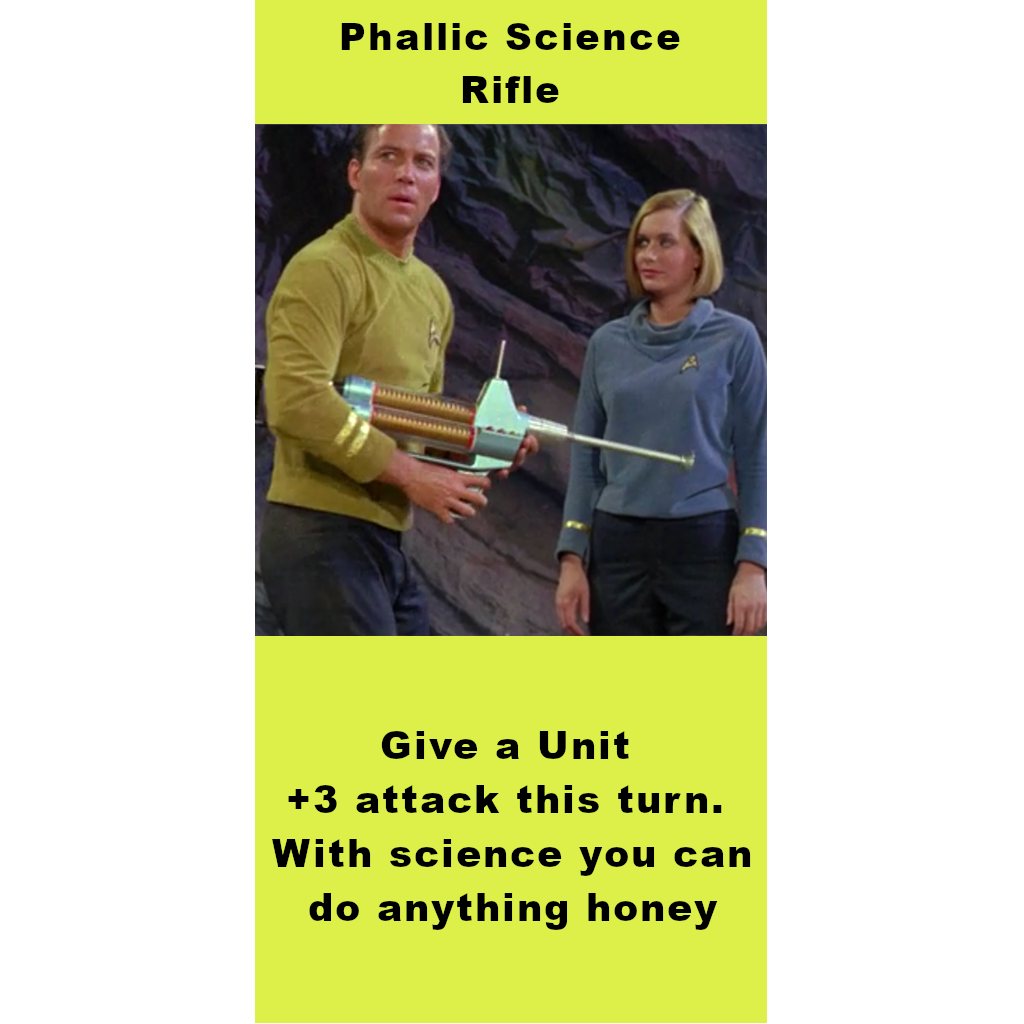 Phallic Science
Rifle
Give a Unit
+3 attack this turn.
With science you can
do anything honey